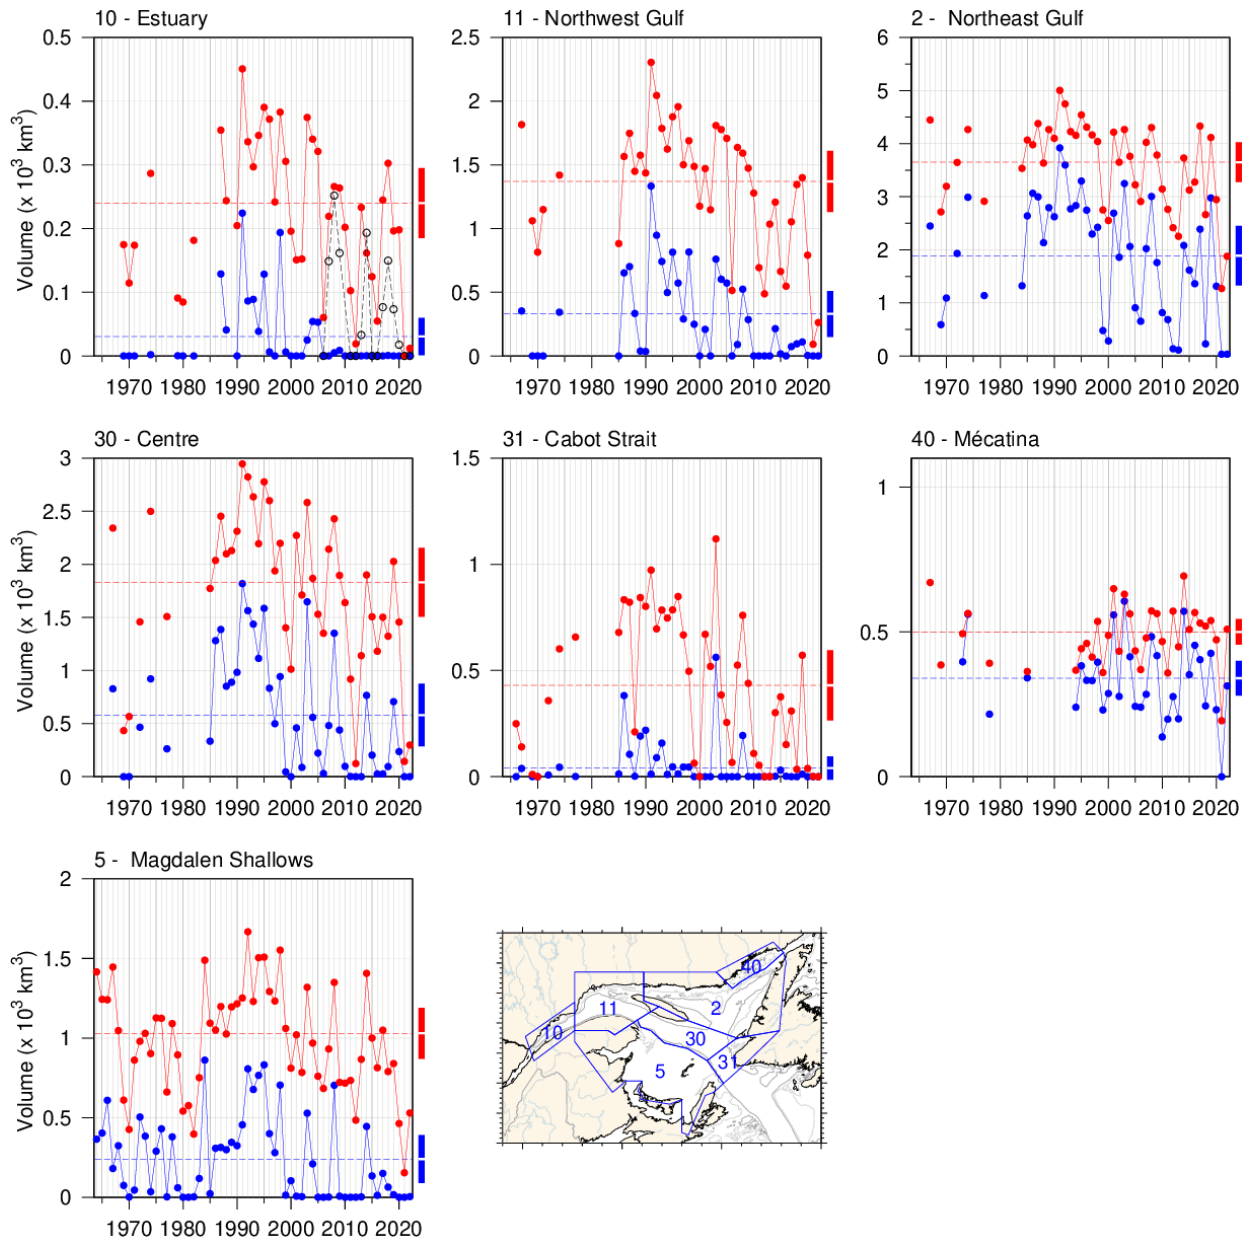 10 - Estuary
11 - Northwest Gulf
2 - Northeast Gulf
Volume (x 10³ km³)
0.5
0.4
0.3
0.2
0.1
0
1970 1980 1990 2000 2010 2020
2.5
2
1.5
1
0.5
0
1970 1980 1990 2000 2010 2020
6
5
4
3
2
1
0
1970 1980 1990 2000 2010 2020
30 - Centre
31 - Cabot Strait
40 - Mécatina
Volume (x 10³ km³)
3
2.5
2
1.5
1
0.5
0
1970 1980 1990 2000 2010 2020
1.5
1
0.5
0
1970 1980 1990 2000 2010 2020
1
0.5
0
1970 1980 1990 2000 2010 2020
5 - Magdalen Shallows
Volume (x 10³ km³)
2
1.5
1
0.5
0
1970 1980 1990 2000 2010 2020
40
2
11
10
30
31
5